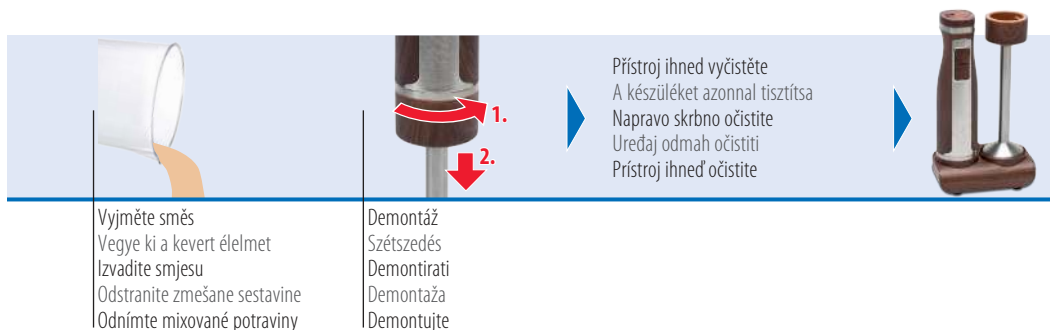 1.
2.
Přístroj ihned vyčistěte
A készüléket azonnal tisztítsa
Napravo skrbno očistite
Uređaj odmah očistiti
Prístroj ihneď očistite
Vyjměte směs
Vegye ki a kevert élelmet
Izvadite smjesu
Odstranite zmešane sestavine
Odnímte mixované potraviny
Demontáž
Szétszedés
Demontirati
Demontaža
Demontujte